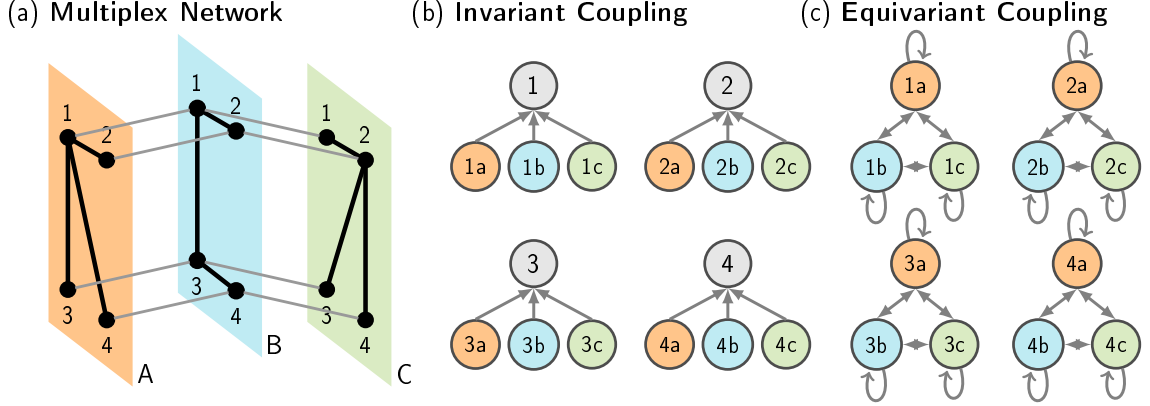 (a) Multiplex Network
1
2
3
4
A
1
2
3
4
B
1
2
3
4
C
(b) Invariant Coupling
1
1a 1b 1c
2
2a 2b 2c
3
3a 3b 3c
4
4a 4b 4c
(c) Equivariant Coupling
1a
1b 1c
2a
2b 2c
3a
3b 3c
4a
4b 4c